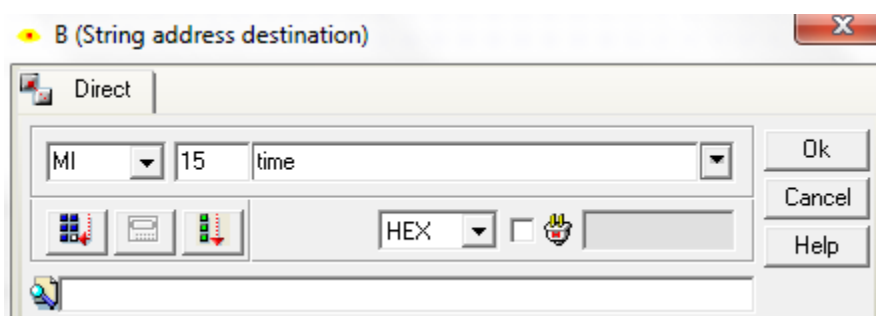 B (String address destination)
Direct
MI 15 time Ok
Cancel
HEX Help